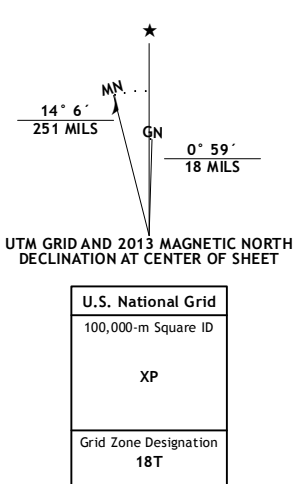 ★
MN
14° 6´
251 MILS
GN
0° 59´
18 MILS
UTM GRID AND 2013 MAGNETIC NORTH
DECLINATION AT CENTER OF SHEET
U.S. National Grid
100,000-m Square ID
XP
Grid Zone Designation
18T